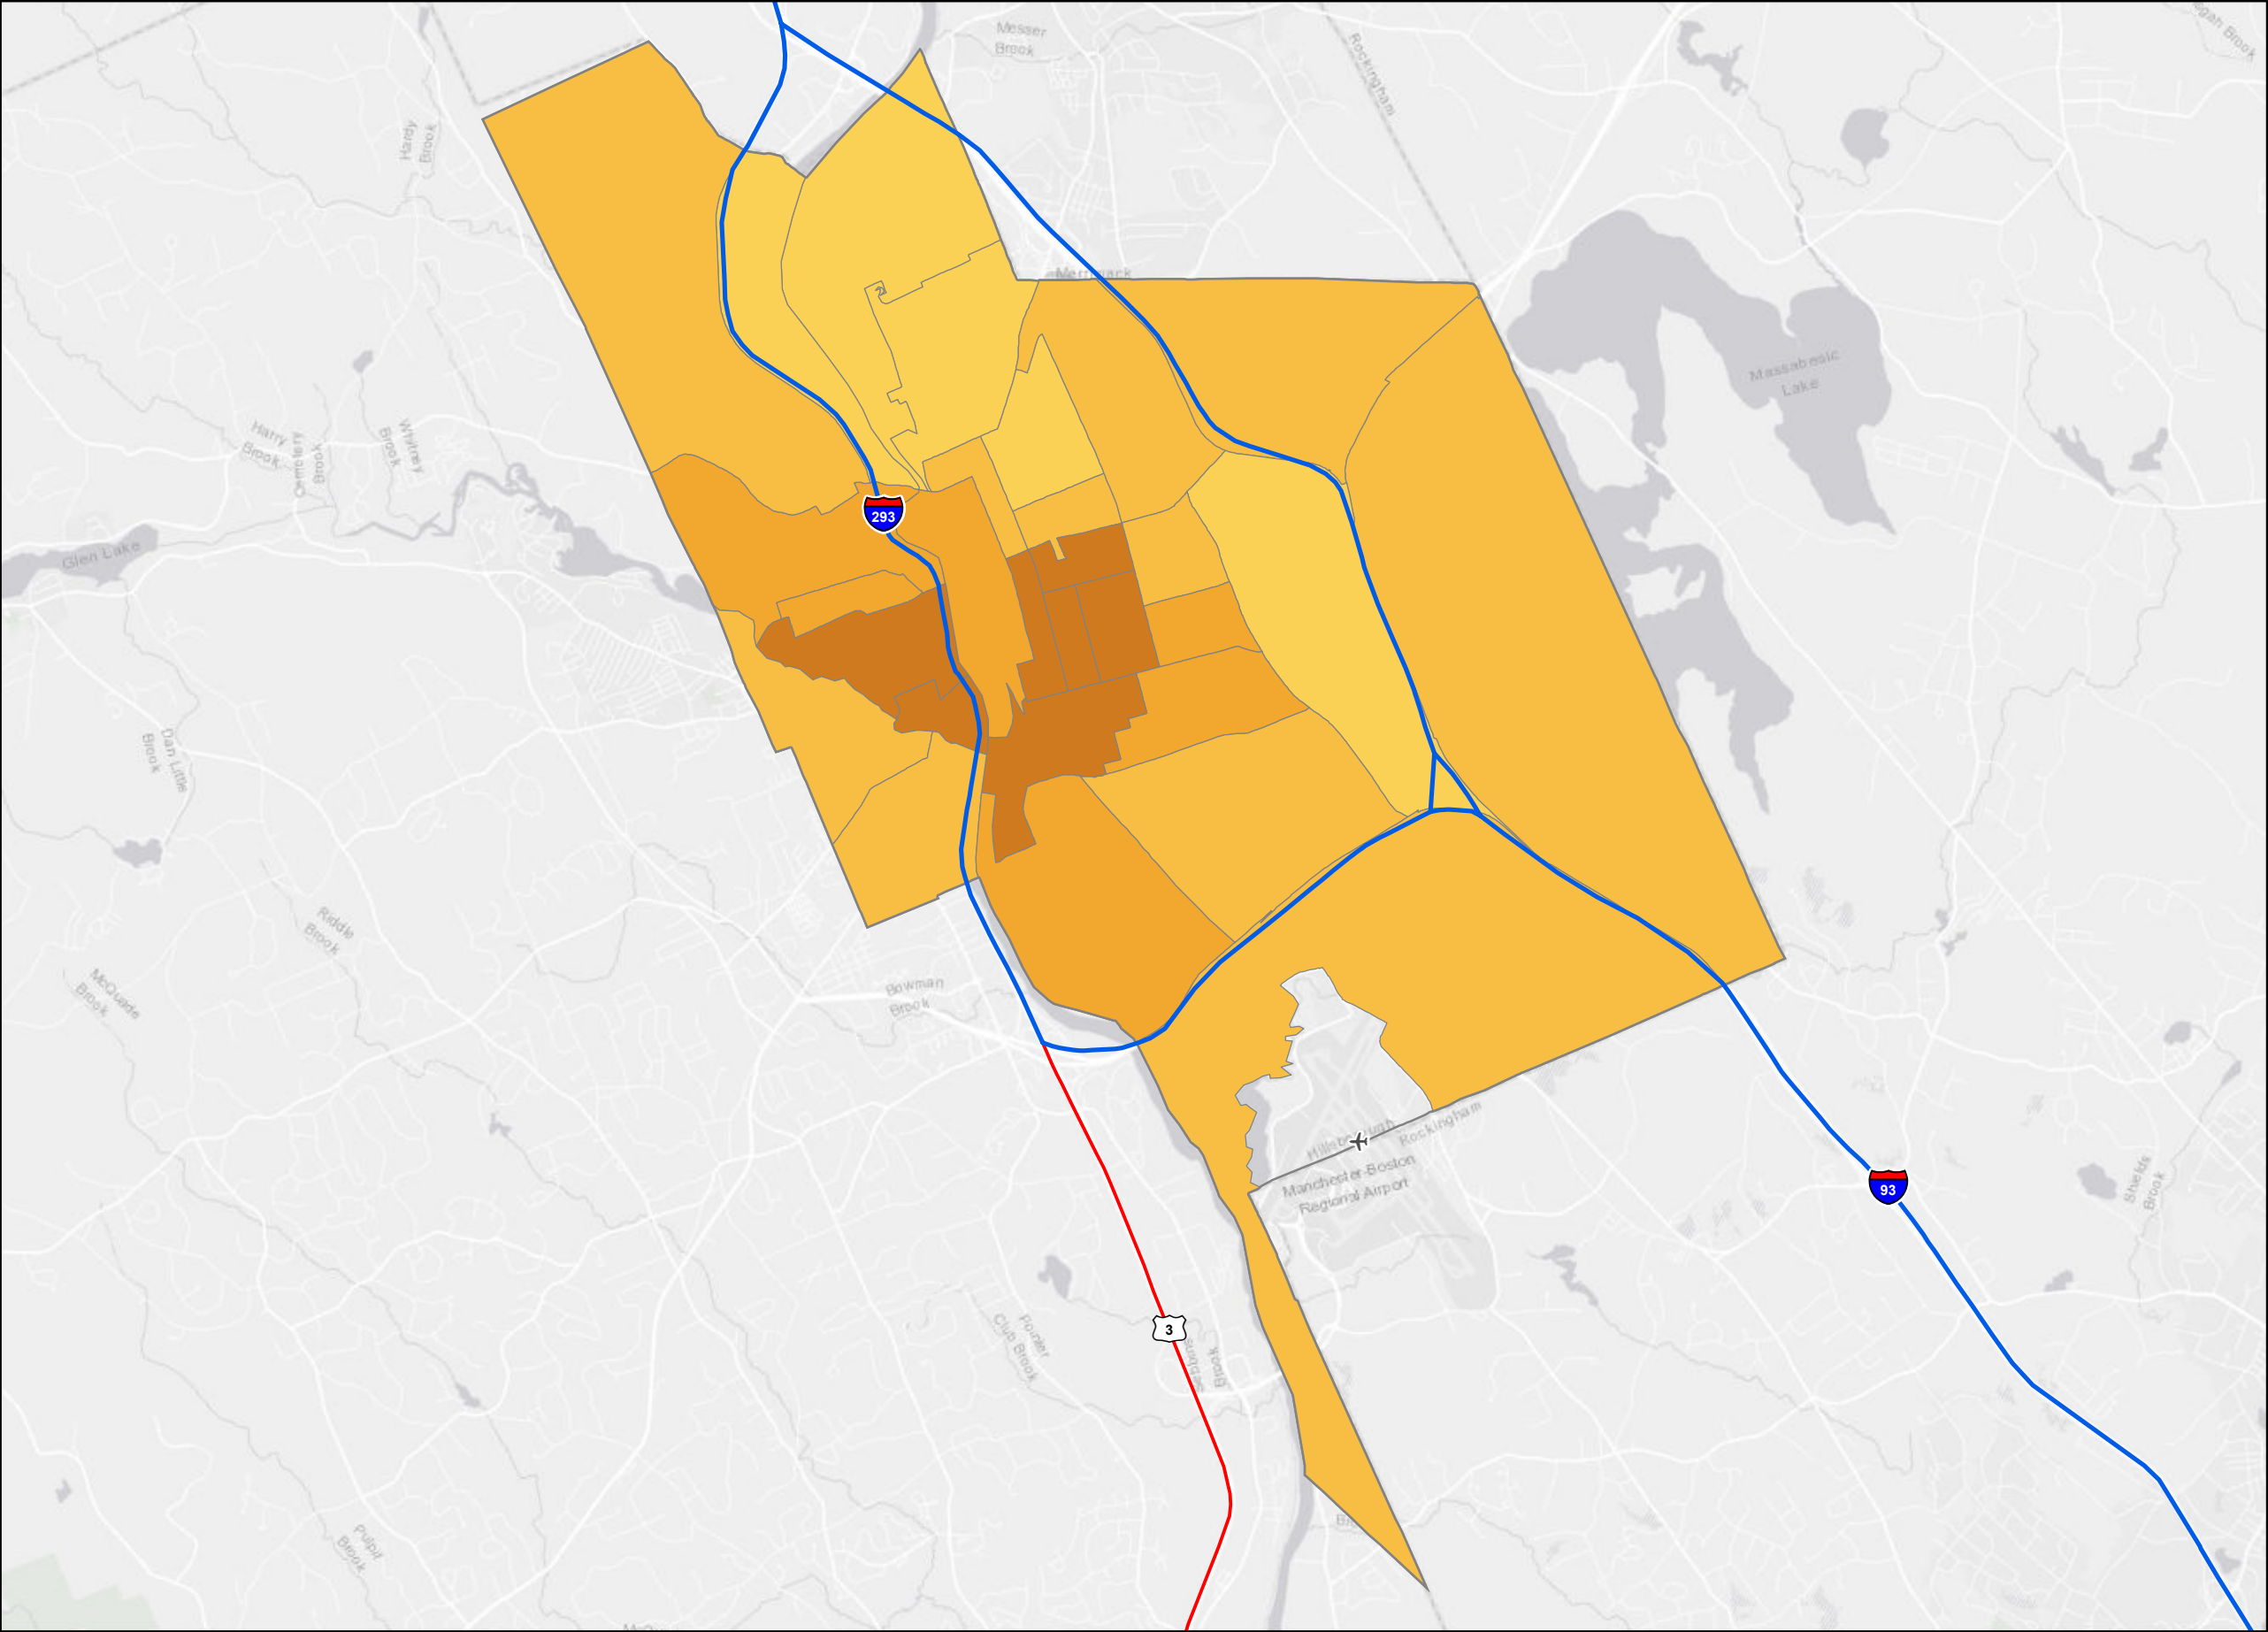 Messer
Brook
Rockingham
Hardy
Brook
Merrimack
Massabesic
Lake
Harry
Brook
Cemetery
Brook
Whitney
Brook
Glen Lake
293
Dan Little
Brook
Riddle
Brook
McQuade
Brook
Bowman
Brook
Hillsborough
Rockingham
Manchester-Boston
Regional Airport
93
Shields
Brook
3
Pointer
Club Brook
Brook
Pulpit
Brook